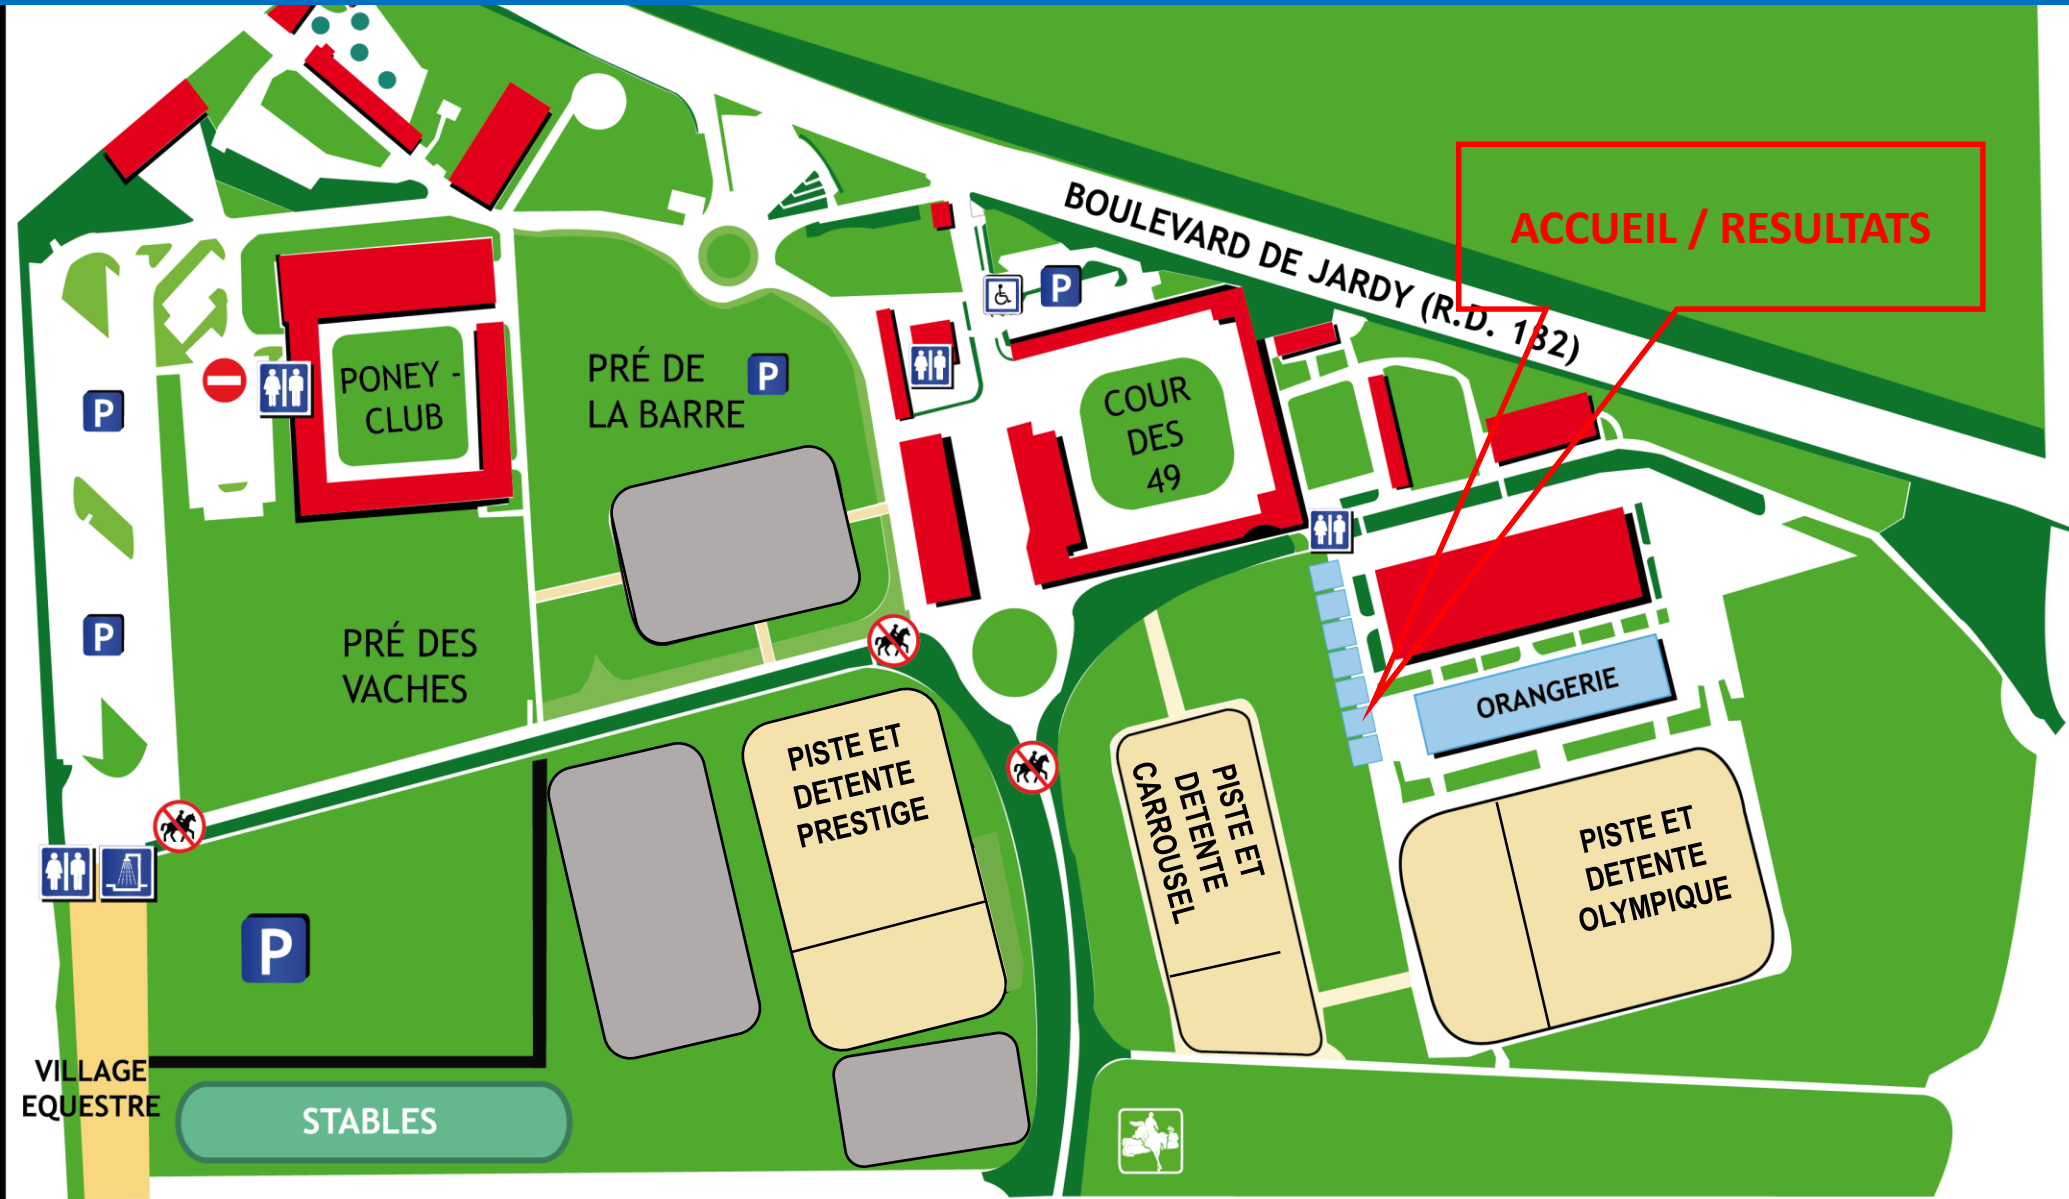 BOULEVARD DE JARDY (R.D. 182)
ACCUEIL / RESULTATS
P
PONEY -
CLUB
PRÉ DE
LA BARRE
P
COUR
DES
49
P
P
PRÉ DES
VACHES
ORANGERIE
PISTE ET
DETENTE
PRESTIGE
PISTE ET
DETENTE
CARROUSEL
PISTE ET
DETENTE
OLYMPIQUE
P
VILLAGE
EQUESTRE
STABLES